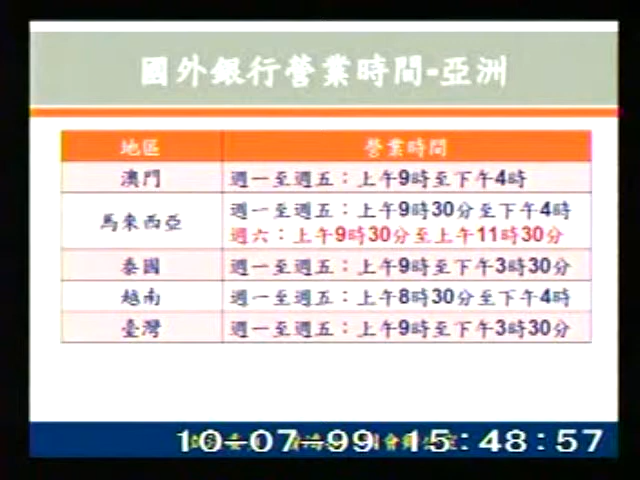 國外銀行營業時間-亞洲
地區 營業時間
澳門 週一至週五：上午9時至下午4時
馬來西亞 週一至週五：上午9時30分至下午4時
週六：上午9時30分至上午11時30分
泰國 週一至週五：上午9時至下午3時30分
越南 週一至週五：上午8時30分至下午4時
臺灣 週一至週五：上午9時至下午3時30分
10-07-99 15:48:57